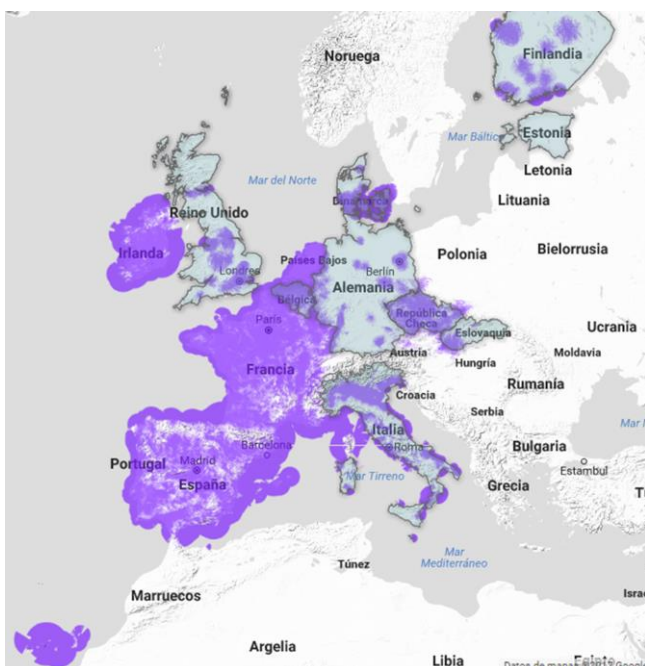 Noruega
Finlandia
Mar Báltico
Estonia
Letonia
Mar del Norte
Lituania
Reino Unido
Dinamarca
Irlanda
Londres
Países Bajos
Berlín
Polonia
Bielorrusia
Bélgica
Alemania
París
República
Checa
Eslovaquia
Ucrania
Austria
Hungría
Moldavia
Francia
Croacia
Rumanía
Serbia
Italia
Barcelona
Roma
Bulgaria
Portugal
Madrid
España
Mar Tirreno
Estambul
Grecia
Mar
Mediterráneo
Túnez
Marruecos
Argelia
Libia